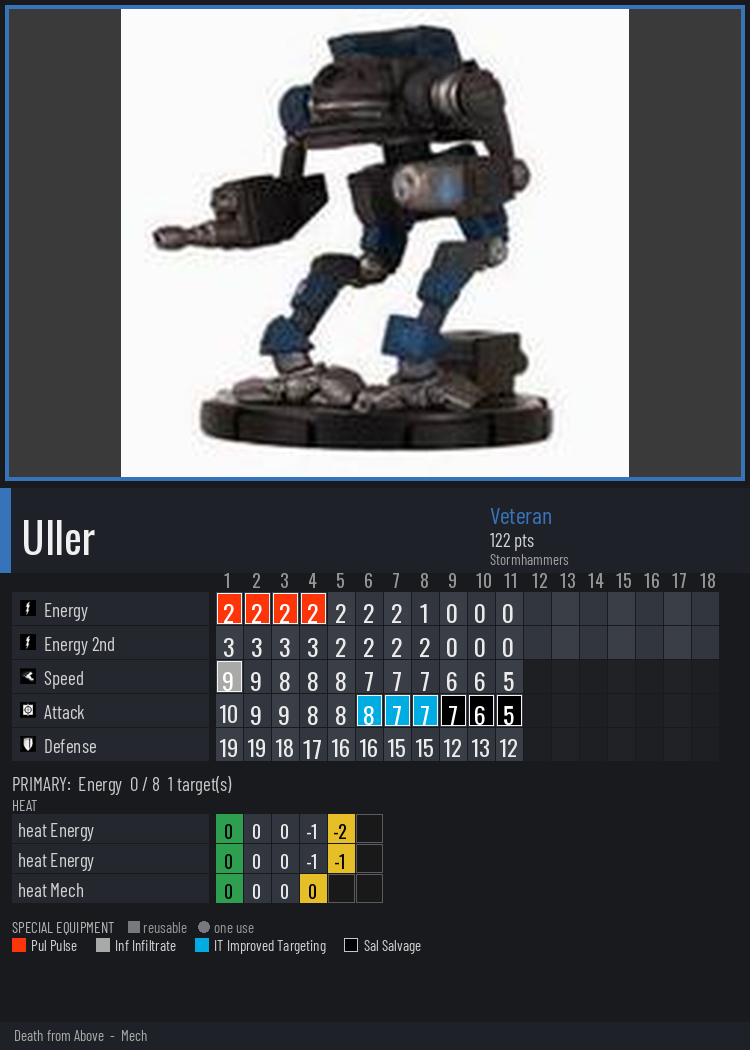 Uller
Veteran
122 pts
Stormhammers
1 2 3 4 5 6 7 8 9 10 11 12 13 14 15 16 17 18
Energy 2 2 2 2 2 2 2 1 0 0 0
Energy 2nd 3 3 3 3 2 2 2 2 0 0 0
Speed 9 9 8 8 8 7 7 7 6 6 5
Attack 10 9 9 8 8 8 7 7 7 6 5
Defense 19 19 18 17 16 16 15 15 12 13 12
PRIMARY: Energy 0 / 8 1 target(s)
HEAT
heat Energy 0 0 0 -1 -2
heat Energy 0 0 0 -1 -1
heat Mech 0 0 0 0
SPECIAL EQUIPMENT reusable one use
Pul Pulse Inf Infiltrate IT Improved Targeting Sal Salvage
Death from Above - Mech